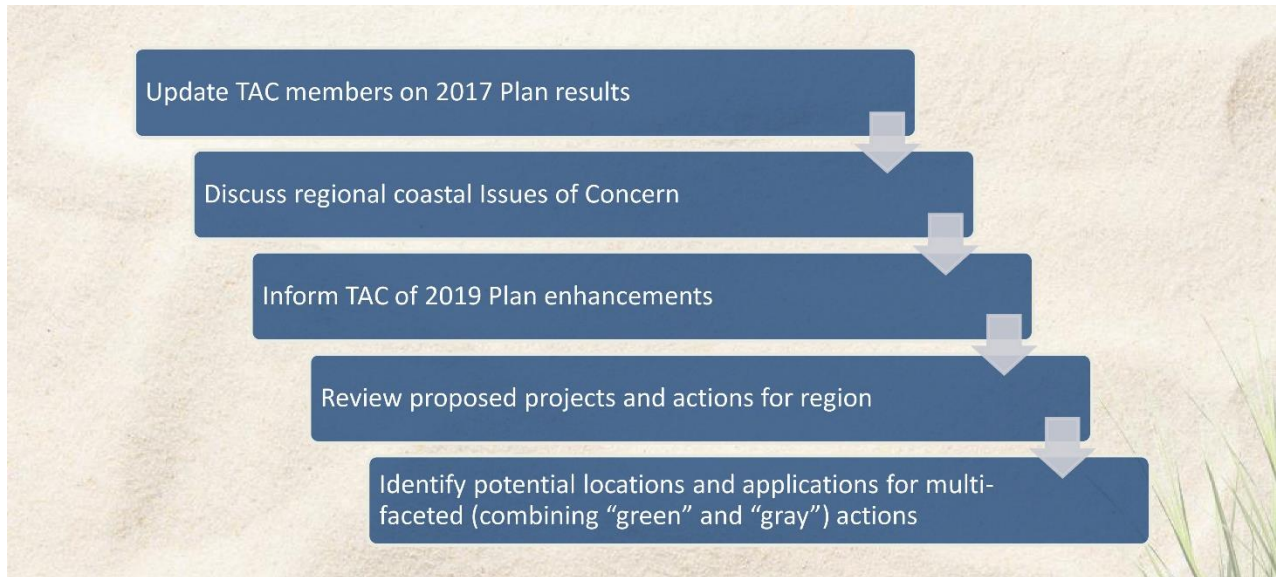 Update TAC members on 2017 Plan results
Discuss regional coastal Issues of Concern
Inform TAC of 2019 Plan enhancements
Review proposed projects and actions for region
Identify potential locations and applications for multi-
faceted (combining “green” and “gray”) actions